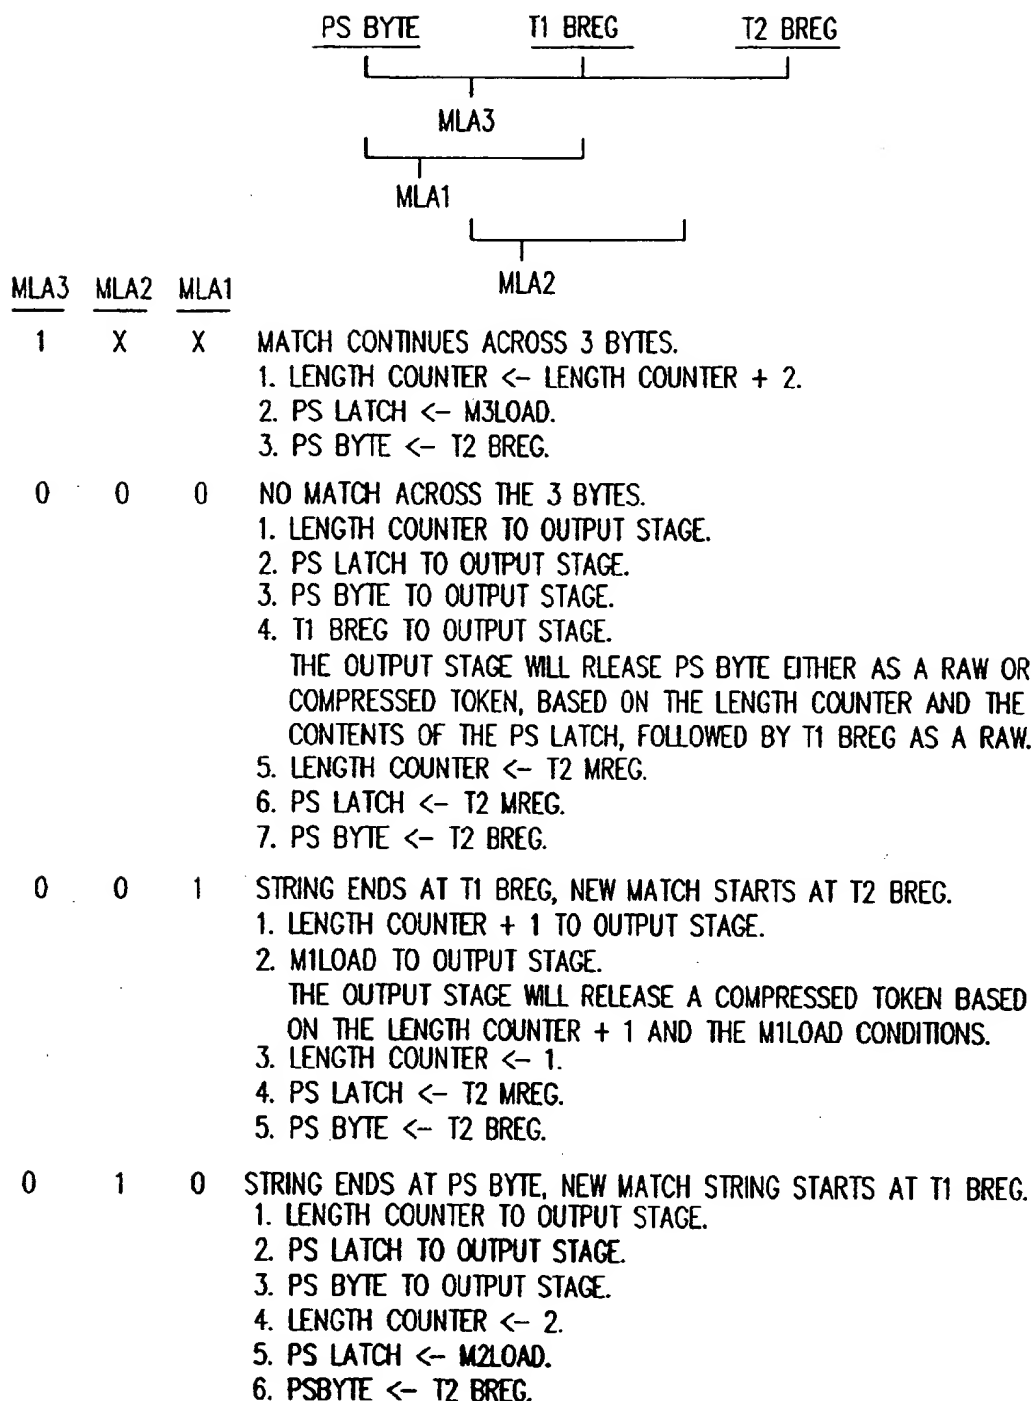 PS BYTE T1 BREG T2 BREG
MLA3
MLA1
MLA2
MLA3 MLA2 MLA1
1 X X MATCH CONTINUES ACROSS 3 BYTES.
1. LENGTH COUNTER <- LENGTH COUNTER + 2.
2. PS LATCH <- M3LOAD.
3. PS BYTE <- T2 BREG.
0 0 0 NO MATCH ACROSS THE 3 BYTES.
1. LENGTH COUNTER TO OUTPUT STAGE.
2. PS LATCH TO OUTPUT STAGE.
3. PS BYTE TO OUTPUT STAGE.
4. T1 BREG TO OUTPUT STAGE.
THE OUTPUT STAGE WILL RLEASE PS BYTE EITHER AS A RAW OR
COMPRESSED TOKEN, BASED ON THE LENGTH COUNTER AND THE
CONTENTS OF THE PS LATCH, FOLLOWED BY T1 BREG AS A RAW.
5. LENGTH COUNTER <- T2 MREG.
6. PS LATCH <- T2 MREG.
7. PS BYTE <- T2 BREG.
0 0 1 STRING ENDS AT T1 BREG, NEW MATCH STARTS AT T2 BREG.
1. LENGTH COUNTER + 1 TO OUTPUT STAGE.
2. M1LOAD TO OUTPUT STAGE.
THE OUTPUT STAGE WILL RELEASE A COMPRESSED TOKEN BASED
ON THE LENGTH COUNTER + 1 AND THE M1LOAD CONDITIONS.
3. LENGTH COUNTER <- 1.
4. PS LATCH <- T2 MREG.
5. PS BYTE <- T2 BREG.
0 1 0 STRING ENDS AT PS BYTE, NEW MATCH STRING STARTS AT T1 BREG.
1. LENGTH COUNTER TO OUTPUT STAGE.
2. PS LATCH TO OUTPUT STAGE.
3. PS BYTE TO OUTPUT STAGE.
4. LENGTH COUNTER <- 2.
5. PS LATCH <- M2LOAD.
6. PSBYTE <- T2 BREG.